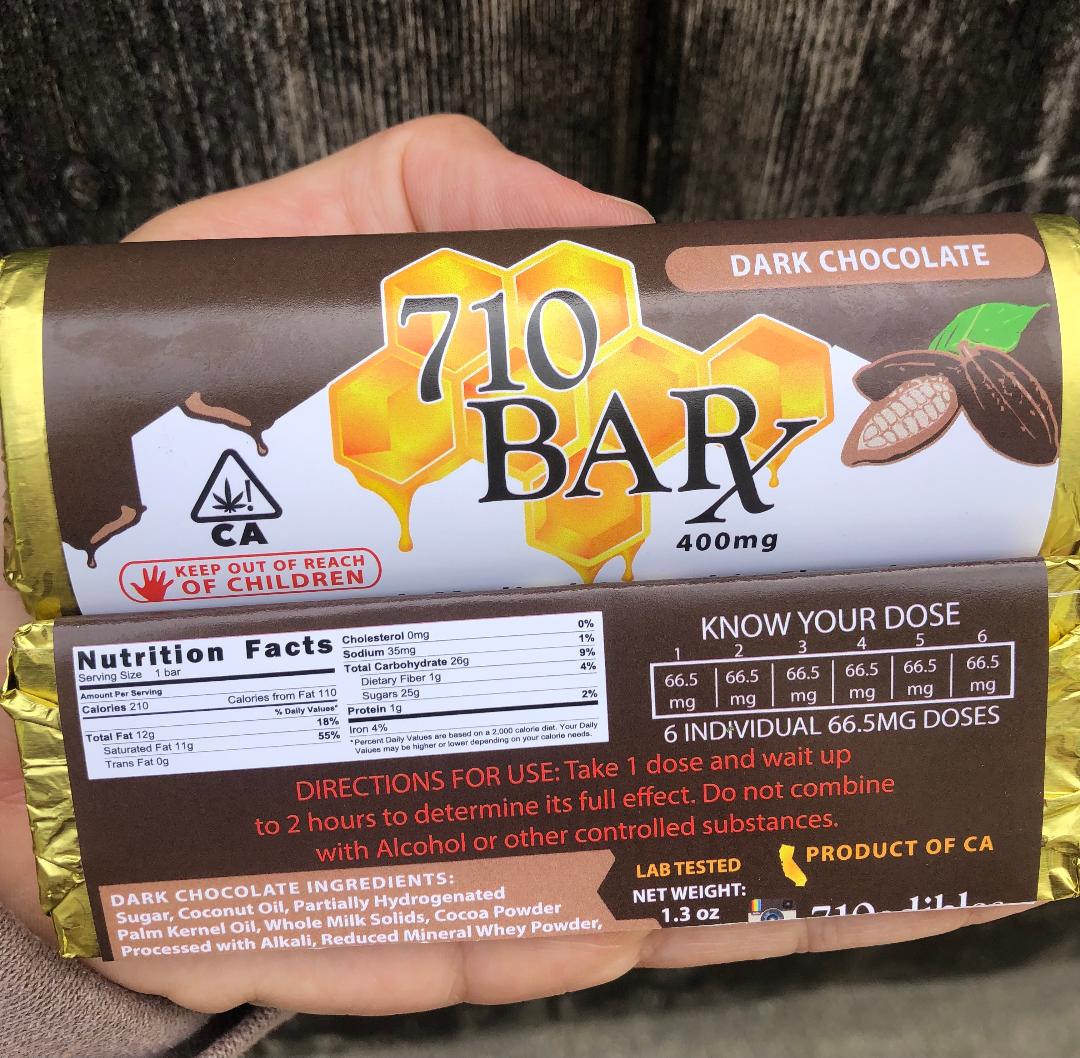 DARK CHOCOLATE
710
BARx
400mg
!
CA
KEEP OUT OF REACH
OF CHILDREN
Nutrition Facts
Serving Size 1 bar
Amount Per Serving
Calories 210 Calories from Fat 110
% Daily Values*
Total Fat 12g 18%
Saturated Fat 11g 55%
Trans Fat 0g
Cholesterol 0mg 0%
Sodium 35mg 1%
Total Carbohydrate 26g 9%
Dietary Fiber 1g 4%
Sugars 25g
Protein 1g 2%
Iron 4%
*Percent Daily Values are based on a 2,000 calorie diet. Your Daily
Values may be higher or lower depending on your calorie needs.
KNOW YOUR DOSE
1 2 3 4 5 6
66.5 66.5 66.5 66.5 66.5 66.5
mg mg mg mg mg mg
6 INDIVIDUAL 66.5MG DOSES
DIRECTIONS FOR USE: Take 1 dose and wait up
to 2 hours to determine its full effect. Do not combine
with Alcohol or other controlled substances.
DARK CHOCOLATE INGREDIENTS:
Sugar, Coconut Oil, Partially Hydrogenated
Palm Kernel Oil, Whole Milk Solids, Cocoa Powder
Processed with Alkali, Reduced Mineral Whey Powder,
LAB TESTED
NET WEIGHT:
1.3 oz
PRODUCT OF CA
710edibles